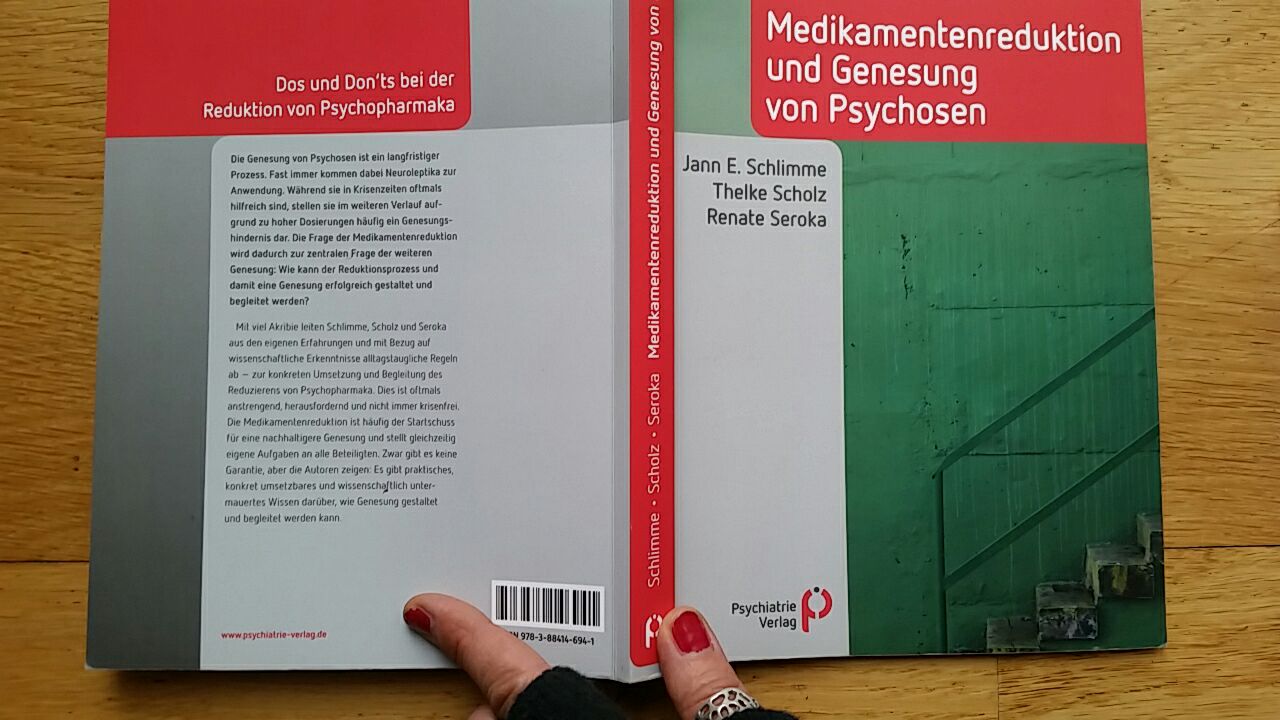 Dos und Don'ts bei der
Reduktion von Psychopharmaka
Die Genesung von Psychosen ist ein langfristiger
Prozess. Fast immer kommen dabei Neuroleptika zur
Anwendung. Während sie in Krisenzeiten oftmals
hilfreich sind, stellen sie im weiteren Verlauf auf-
grund zu hoher Dosierungen häufig ein Genesungs-
hindernis dar. Die Frage der Medikamentenreduktion
wird dadurch zur zentralen Frage der weiteren
Genesung: Wie kann der Reduktionsprozess und
damit eine Genesung erfolgreich gestaltet und
begleitet werden?
Mit viel Akribie leiten Schlimme, Scholz und Seroka
aus den eigenen Erfahrungen und mit Bezug auf
wissenschaftliche Erkenntnisse alltagstaugliche Regeln
ab – zur konkreten Umsetzung und Begleitung des
Reduzierens von Psychopharmaka. Dies ist oftmals
anstrengend, herausfordernd und nicht immer krisenfrei.
Die Medikamentenreduktion ist häufig der Startschuss
für eine nachhaltigere Genesung und stellt gleichzeitig
eigene Aufgaben an alle Beteiligten. Zwar gibt es keine
Garantie, aber die Autoren zeigen: Es gibt praktisches,
konkret umsetzbares und wissenschaftlich unter-
mauertes Wissen darüber, wie Genesung gestaltet
und begleitet werden kann.
www.psychiatrie-verlag.de
978-3-88414-694-1
Schlimme • Scholz • Seroka Medikamentenreduktion und Genesung von
Medikamentenreduktion
und Genesung
von Psychosen
Jann E. Schlimme
Thelke Scholz
Renate Seroka
Psychiatrie
Verlag